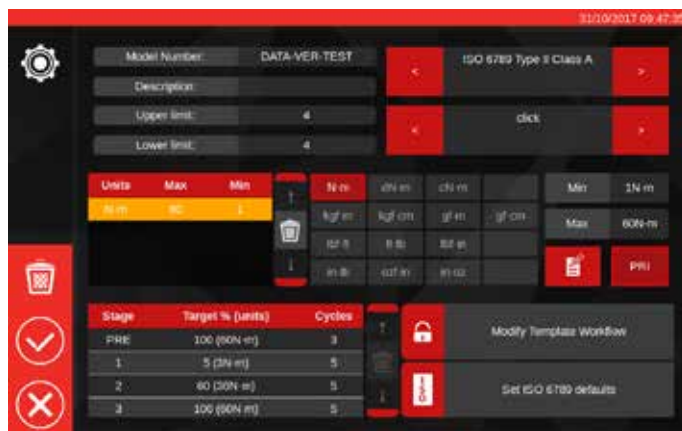 31/10/2017 09:47:35
Model Number: DATA-VER-TEST
Description:
Upper limit: 4
Lower limit: 4
< ISO 6789 Type II Class A >
< click >
Units Max Min
N·m 60 1
N·m dN·m cN·m
kgf·m kgf·cm gf·m gf·cm
lbf·ft ft·lb lbf·in
in·lb ozf·in in·oz
Min 1N·m
Max 60N·m
PRI
Stage Target % (units) Cycles
PRE 100 (60N·m) 3
1 5 (3N·m) 5
2 60 (36N·m) 5
3 100 (60N·m) 5
Modify Template Workflow
ISO
Set ISO 6789 defaults